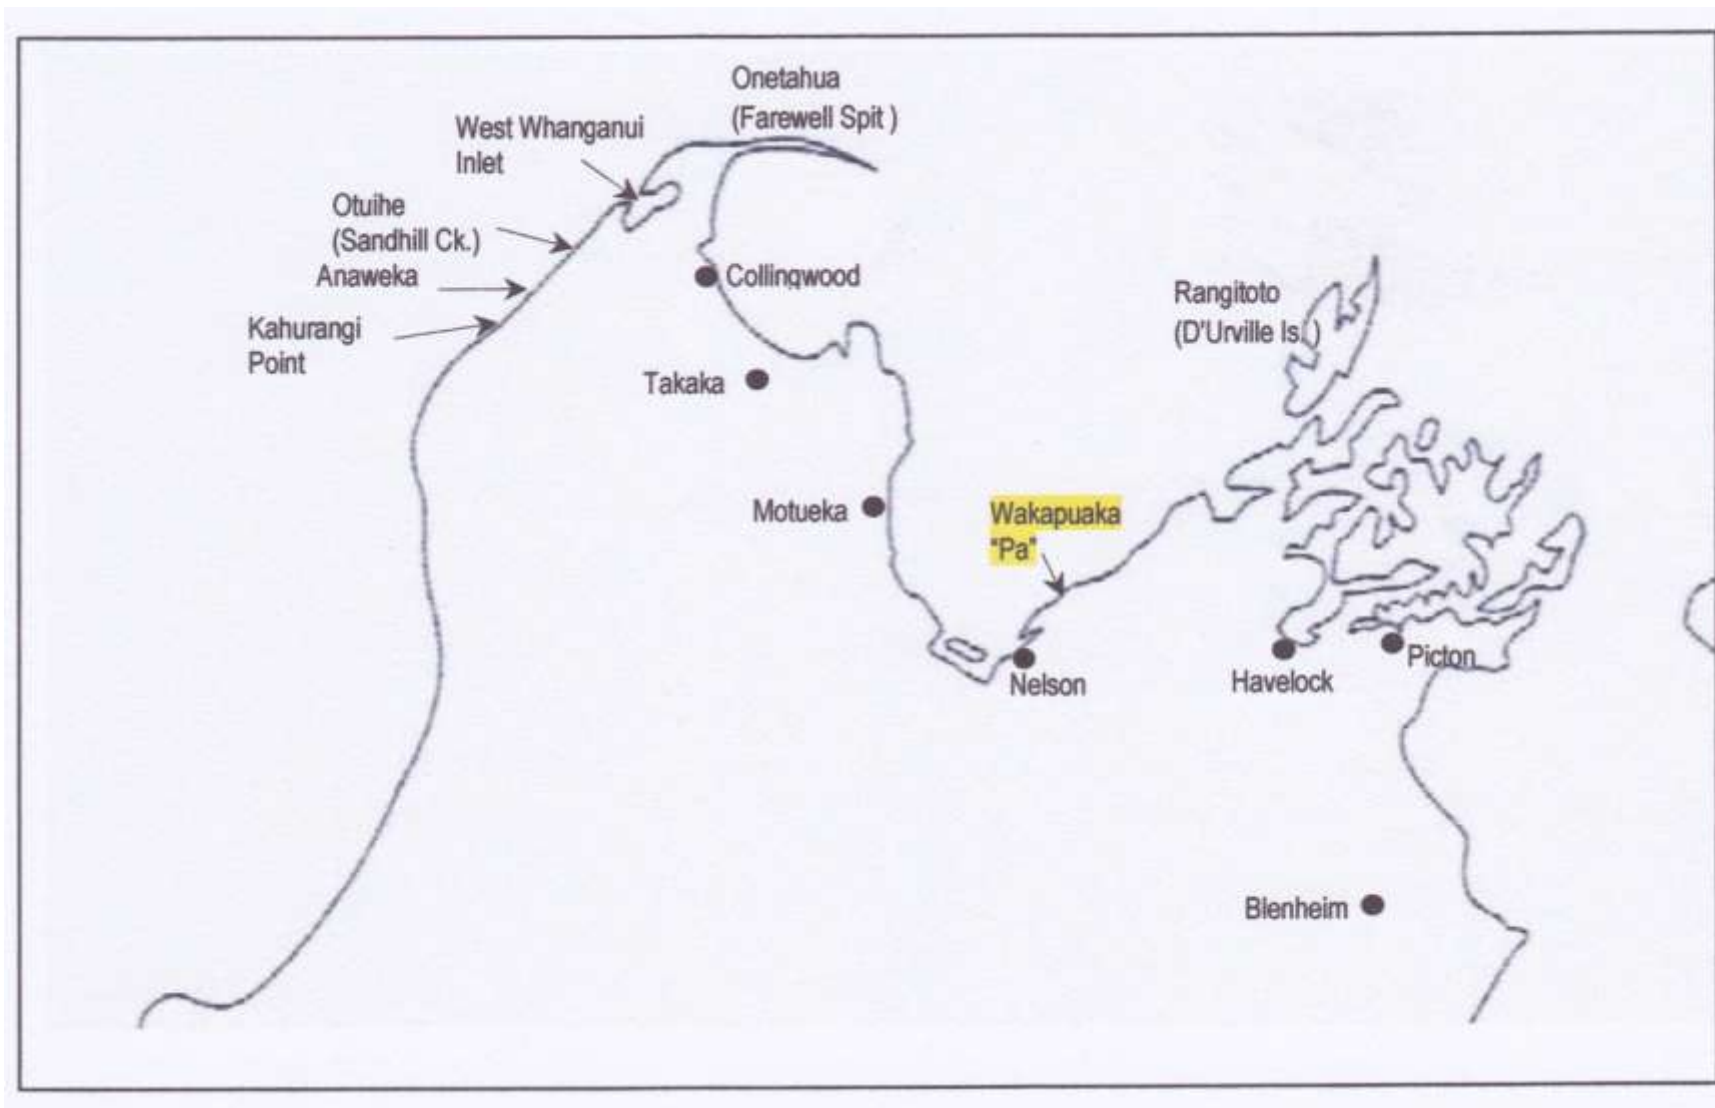 Onetahua
(Farewell Spit )
West Whanganui
Inlet
Otuihe
(Sandhill Ck.)
Anaweka
Kahurangi
Point
Collingwood
Rangitoto
(D'Urville Is. )
Takaka
Motueka
Wakapuaka
"Pa"
Nelson
Havelock
Picton
Blenheim